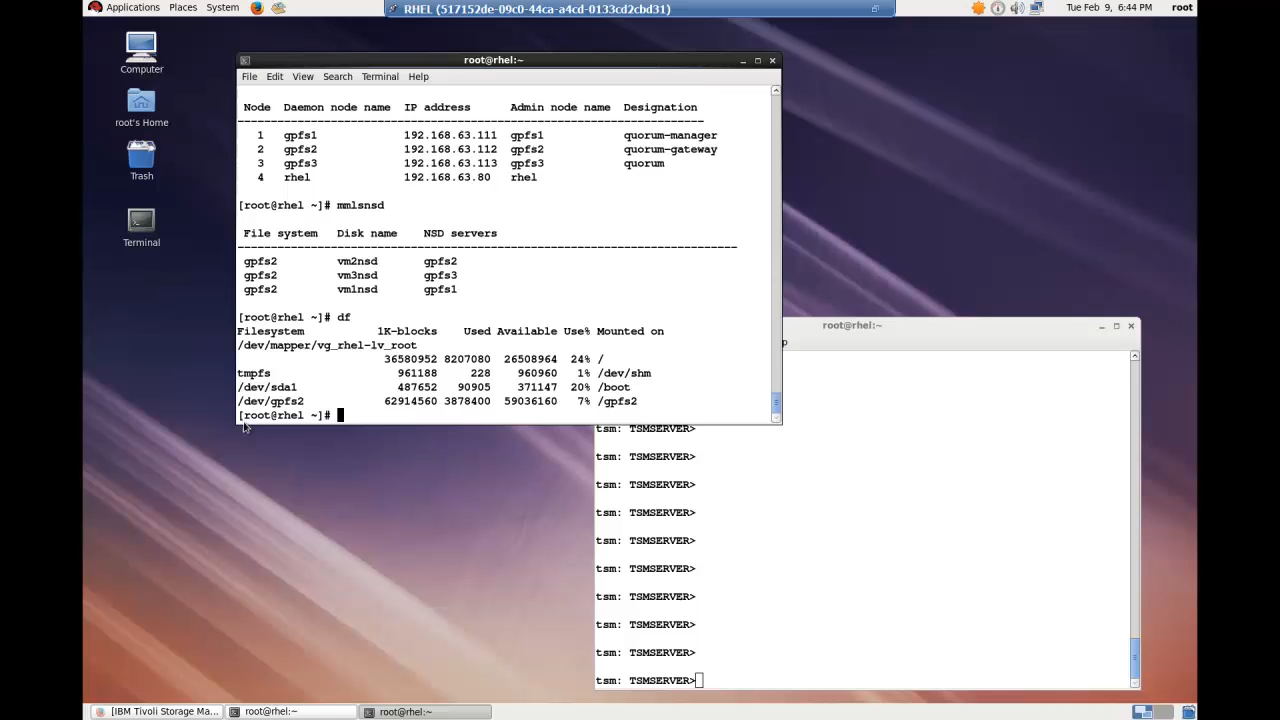 Applications Places System
RHEL (517152de-09c0-44ca-a4cd-0133cd2cbd31)
Tue Feb 9, 6:44 PM root
Computer
root's Home
Trash
Terminal
root@rhel:~
File Edit View Search Terminal Help
Node Daemon node name IP address Admin node name Designation
--------------------------------------------------------------------
1 gpfs1 192.168.63.111 gpfs1 quorum-manager
2 gpfs2 192.168.63.112 gpfs2 quorum-gateway
3 gpfs3 192.168.63.113 gpfs3 quorum
4 rhel 192.168.63.80 rhel
[root@rhel ~]# mmlsnsd
File system Disk name NSD servers
---------------------------------------------------------------------------
gpfs2 vm2nsd gpfs2
gpfs2 vm3nsd gpfs3
gpfs2 vm1nsd gpfs1
[root@rhel ~]# df
Filesystem 1K-blocks Used Available Use% Mounted on
/dev/mapper/vg_rhel-lv_root
36580952 8207080 26508964 24% /
tmpfs 961188 228 960960 1% /dev/shm
/dev/sda1 487652 90905 371147 20% /boot
/dev/gpfs2 62914560 3878400 59036160 7% /gpfs2
[root@rhel ~]#
root@rhel:~
p
tsm: TSMSERVER>
tsm: TSMSERVER>
tsm: TSMSERVER>
tsm: TSMSERVER>
tsm: TSMSERVER>
tsm: TSMSERVER>
tsm: TSMSERVER>
tsm: TSMSERVER>
tsm: TSMSERVER>
tsm: TSMSERVER>
[IBM Tivoli Storage Ma... root@rhel:~ root@rhel:~